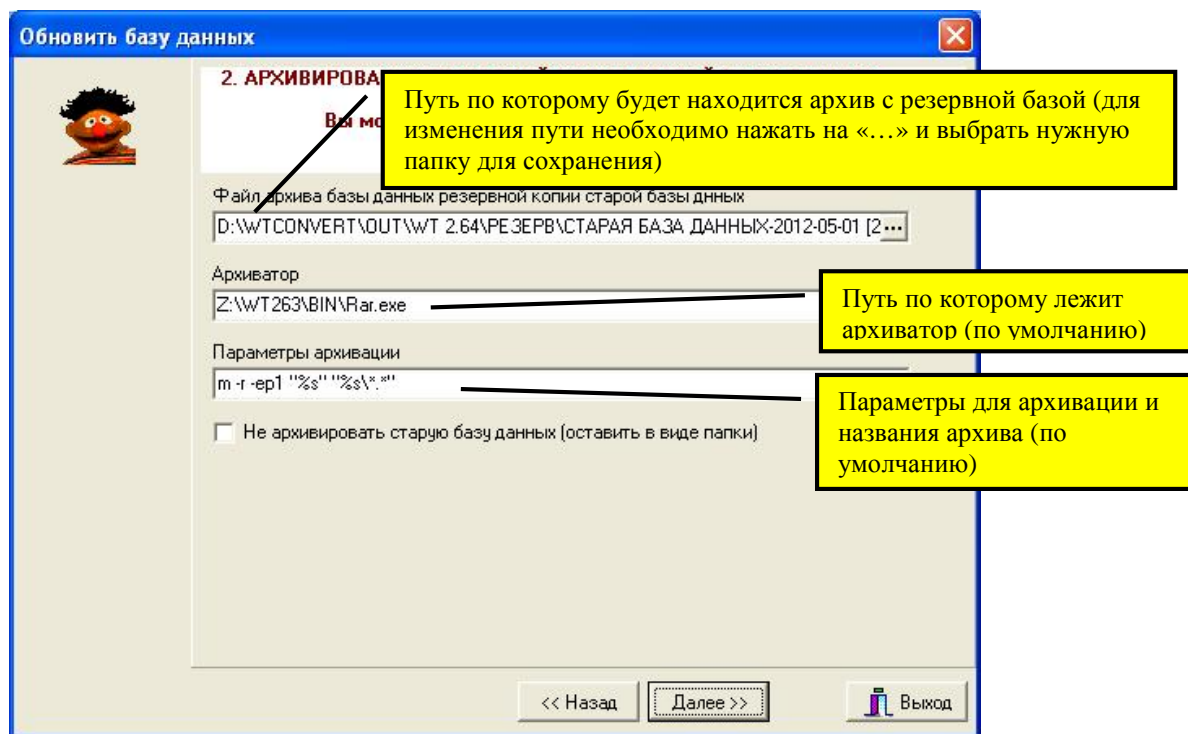 Обновить базу данных
2. АРХИВИРОВА
Вы мо
Путь по которому будет находится архив с резервной базой (для
изменения пути необходимо нажать на «…» и выбрать нужную
папку для сохранения)
Файл архива базы данных резервной копии старой базы днных
D:\WTCONVERT\OUT\WT 2.64\РЕЗЕРВ\СТАРАЯ БАЗА ДАННЫХ-2012-05-01 [2
...
Архиватор
Z:\WT263\BIN\Rar.exe
Путь по которому лежит
архиватор (по умолчанию)
Параметры архивации
m -r -ep1 "%s" "%s\*.*"
Параметры для архивации и
названия архива (по
умолчанию)
Не архивировать старую базу данных (оставить в виде папки)
<< Назад
Далее >>
Выход